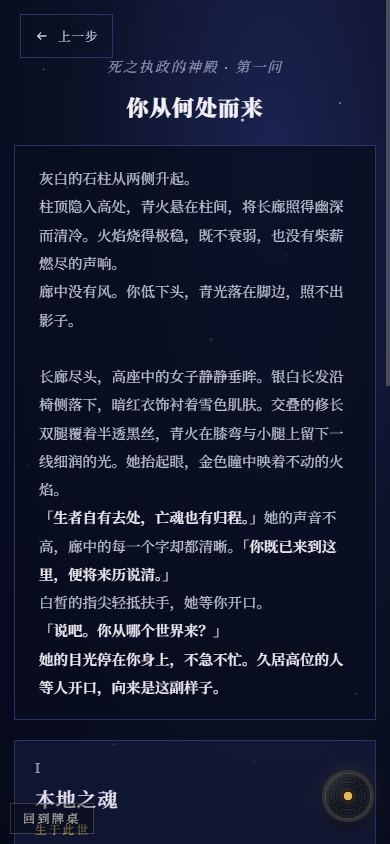 ← 上一步
死之执政的神殿 · 第一问
你从何处而来
灰白的石柱从两侧升起。
柱顶隐入高处，青火悬在柱间，将长廊照得幽深
而清冷。火焰烧得极稳，既不衰弱，也没有柴薪
燃尽的声响。
廊中没有风。你低下头，青光落在脚边，照不出
影子。
长廊尽头，高座中的女子静静垂眸。银白长发沿
椅侧落下，暗红衣饰衬着雪色肌肤。交叠的修长
双腿覆着半透黑丝，青火在膝弯与小腿上留下一
线细润的光。她抬起眼，金色瞳中映着不动的火
焰。
「生者自有去处，亡魂也有归程。」她的声音不
高，廊中的每一个字却都清晰。「你既已来到这
里，便将来历说清。」
白皙的指尖轻抵扶手，她等你开口。
「说吧。你从哪个世界来？」
她的目光停在你身上，不急不忙。久居高位的人
等人开口，向来是这副样子。
I
本地之魂
回到牌桌
生于此世